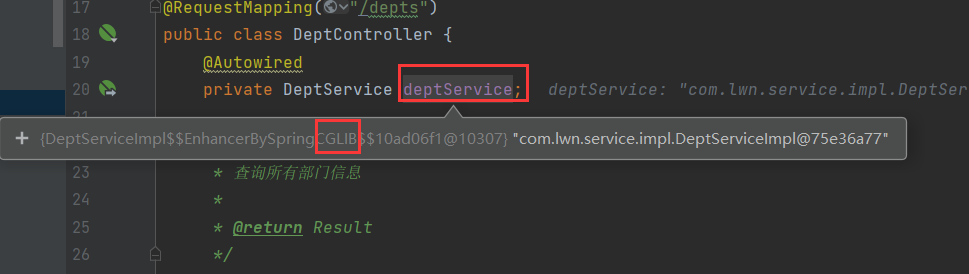 17 @RequestMapping("/depts")
18 public class DeptController {
19 @Autowired
20 private DeptService deptService; deptService: "com.lwn.service.impl.DeptSer
+ {DeptServiceImpl$$EnhancerBySpringCGLIB$$10ad06f1@10307} "com.lwn.service.impl.DeptServiceImpl@75e36a77"
23 * 查询所有部门信息
24 *
25 * @return Result
26 */